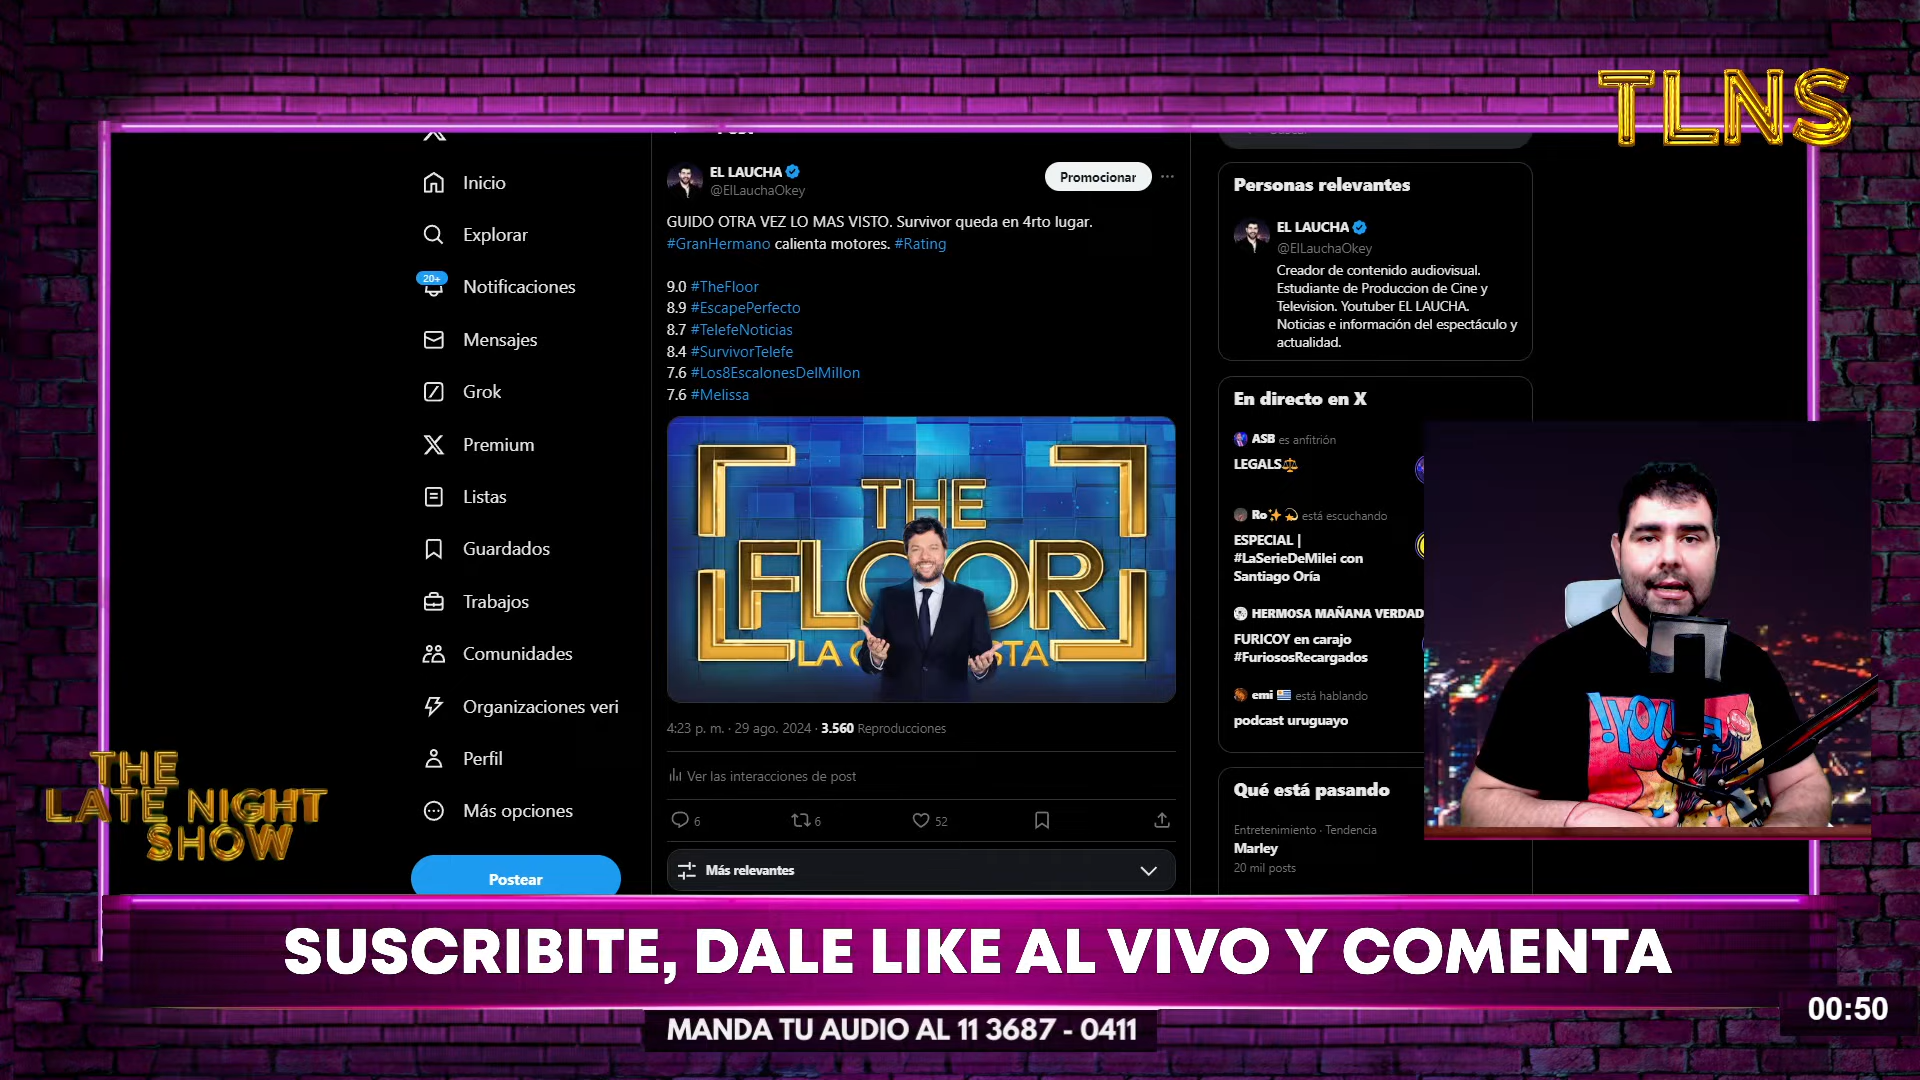 TLNS
Inicio
Explorar
20+
Notificaciones
Mensajes
Grok
Premium
Listas
Guardados
Trabajos
Comunidades
Organizaciones veri
Perfil
Más opciones
Postear
THE
LATE NIGHT
SHOW
EL LAUCHA
@ElLauchaOkey
Promocionar
GUIDO OTRA VEZ LO MAS VISTO. Survivor queda en 4rto lugar.
#GranHermano calienta motores. #Rating
9.0 #TheFloor
8.9 #EscapePerfecto
8.7 #TelefeNoticias
8.4 #SurvivorTelefe
7.6 #Los8EscalonesDelMillon
7.6 #Melissa
THE
FLOOR
4:23 p. m. · 29 ago. 2024 · 3.560 Reproducciones
Ver las interacciones de post
6 6 52
Más relevantes
Personas relevantes
EL LAUCHA
@ElLauchaOkey
Creador de contenido audiovisual.
Estudiante de Produccion de Cine y
Television. Youtuber EL LAUCHA.
Noticias e información del espectáculo y
actualidad.
En directo en X
ASB es anfitrión
LEGALS
Ro está escuchando
ESPECIAL |
#LaSerieDeMilei con
Santiago Oría
HERMOSA MAÑANA VERDAD
FURICOY en carajo
#FuriososRecargados
emi está hablando
podcast uruguayo
Qué está pasando
Entretenimiento · Tendencia
Marley
20 mil posts
SUSCRIBITE, DALE LIKE AL VIVO Y COMENTA
00:50
MANDA TU AUDIO AL 11 3687 - 0411